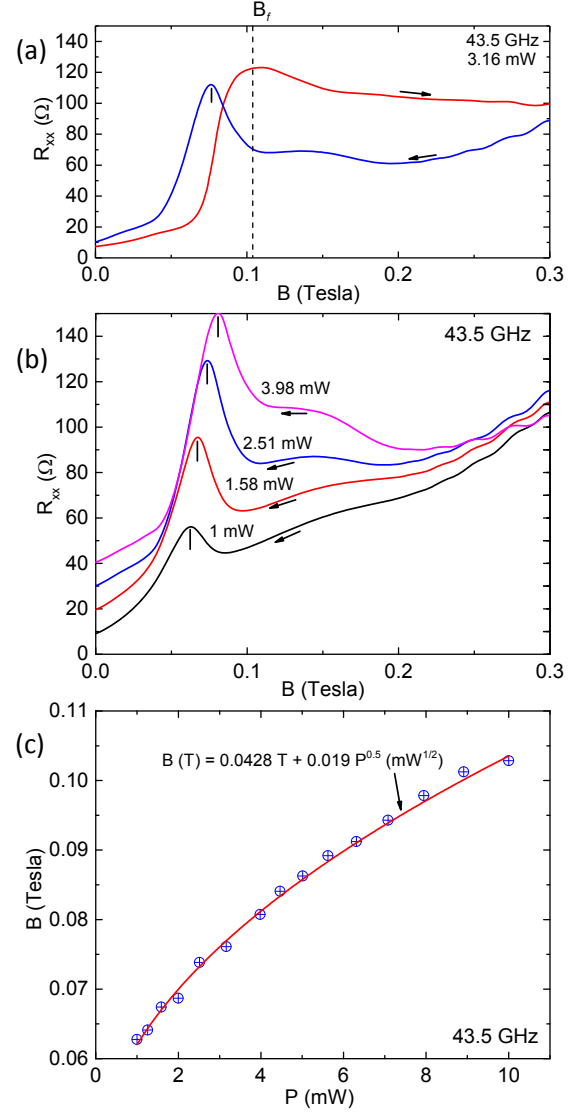 B_f
(a)
43.5 GHz
3.16 mW
140
120
100
80
60
40
20
0
R_xx (Ω)
0.0 0.1 0.2 0.3
B (Tesla)
(b)
43.5 GHz
140
120
100
80
60
40
20
0
R_xx (Ω)
3.98 mW
2.51 mW
1.58 mW
1 mW
0.0 0.1 0.2 0.3
B (Tesla)
(c)
0.11
0.10
0.09
0.08
0.07
0.06
B (Tesla)
B (T) = 0.0428 T + 0.019 P^0.5 (mW^1/2)
43.5 GHz
0 2 4 6 8 10
P (mW)